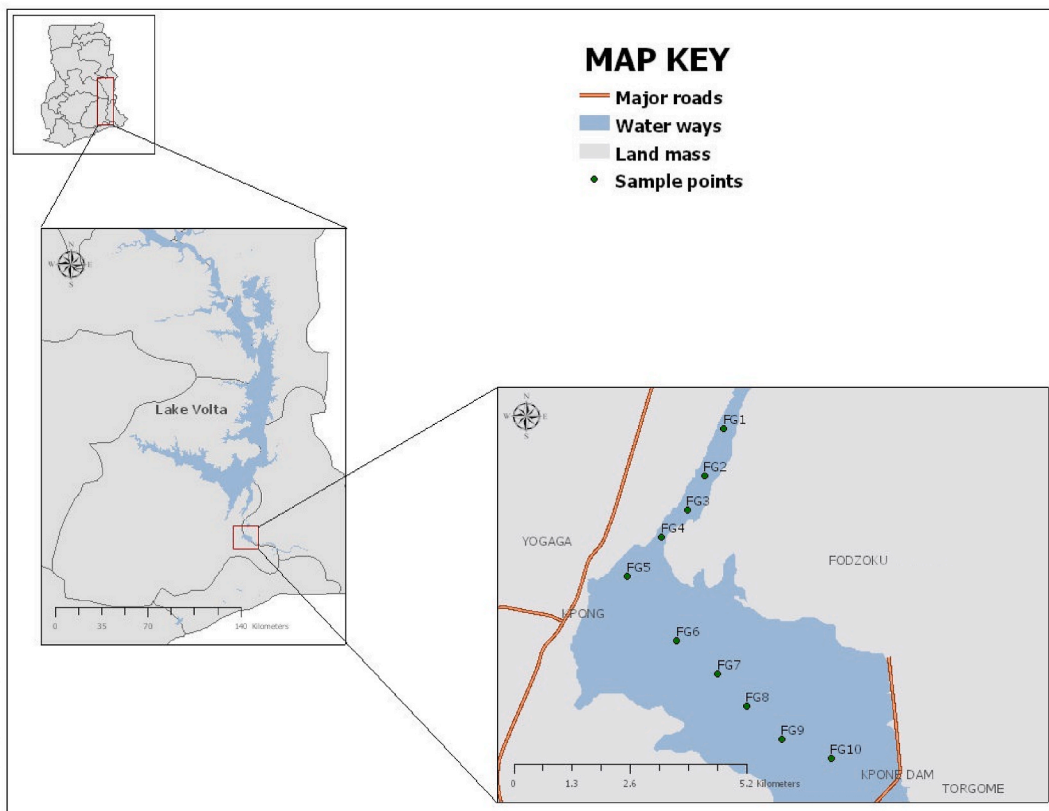 MAP KEY
Major roads
Water ways
Land mass
Sample points
N
W E
S
Lake Volta
0 35 70 140 Kilometers
N
W E
S
FG1
FG2
FG3
FG4
YOGAGA
FODZOKU
FG5
KPONG
FG6
FG7
FG8
FG9
FG10
0 1.3 2.6 5.2 Kilometers
KPONE DAM
TORGOME